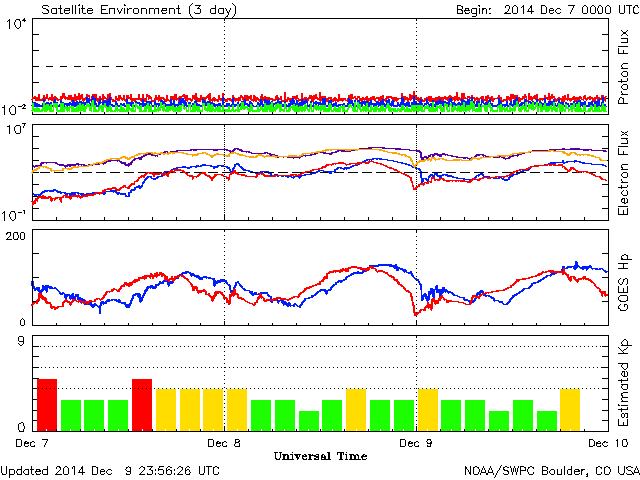 Satellite Environment (3 day) Begin: 2014 Dec 7 0000 UTC
10⁴
10⁻²
Proton Flux
10⁷
10⁻¹
Electron Flux
200
0
GOES Hp
9
0
Estimated Kp
Dec 7 Dec 8 Dec 9 Dec 10
Universal Time
Updated 2014 Dec 9 23:56:26 UTC NOAA/SWPC Boulder, CO USA